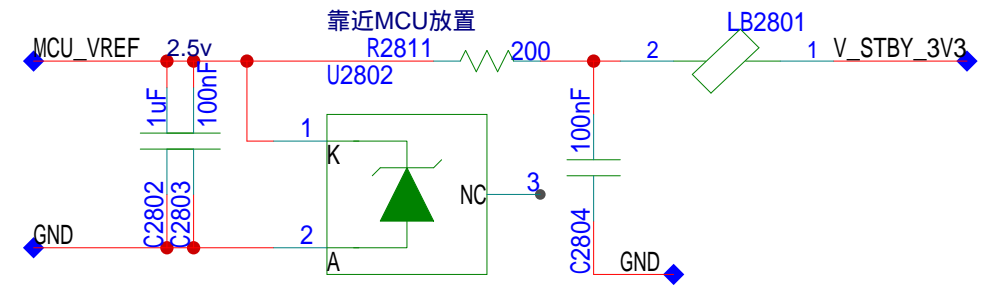 靠近MCU放置
LB2801
MCU_VREF
2.5v
R2811
200
2
1
V_STBY_3V3
U2802
1uF
100nF
100nF
1
K
NC
3
C2802
C2803
C2804
GND
2
A
GND